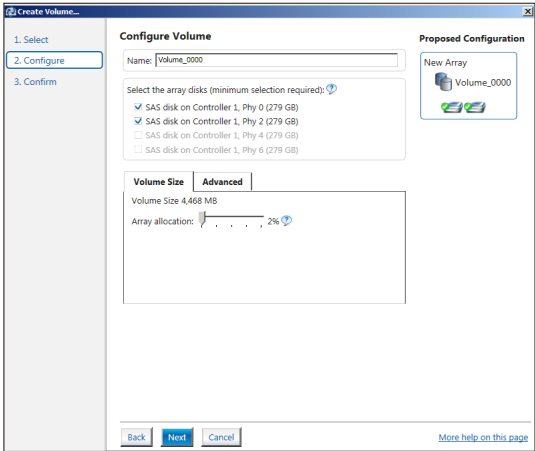 Create Volume...
1. Select
2. Configure
3. Confirm
Configure Volume
Name: Volume_0000
Select the array disks (minimum selection required):
SAS disk on Controller 1, Phy 0 (279 GB)
SAS disk on Controller 1, Phy 2 (279 GB)
SAS disk on Controller 1, Phy 4 (279 GB)
SAS disk on Controller 1, Phy 6 (279 GB)
Volume Size Advanced
Volume Size 4,468 MB
Array allocation: 2%
Proposed Configuration
New Array
Volume_0000
Back Next Cancel
More help on this page